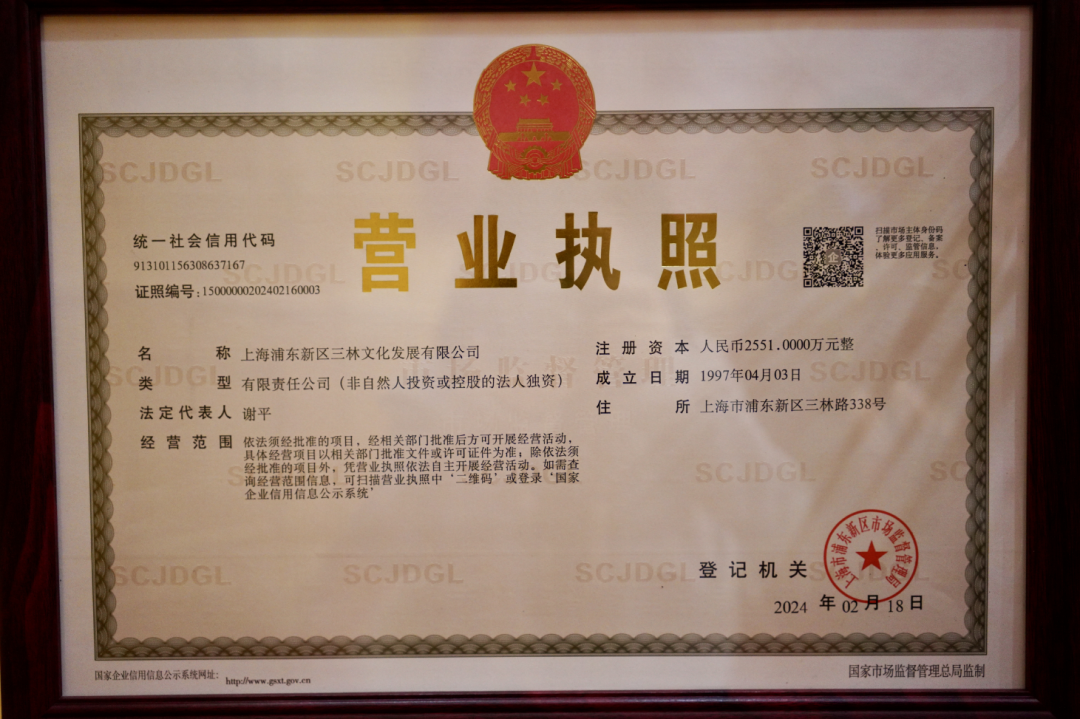 营业执照
统一社会信用代码
913101156308637167
证照编号:15000000202402160003
扫描市场主体身份码
了解更多登记、备案
、许可、监管信息，
体验更多应用服务。
名称 上海浦东新区三林文化发展有限公司
类型 有限责任公司（非自然人投资或控股的法人独资）
法定代表人 谢平
经营范围 依法须经批准的项目，经相关部门批准后方可开展经营活动，
具体经营项目以相关部门批准文件或许可证件为准；除依法须
经批准的项目外，凭营业执照依法自主开展经营活动。如需查
询经营范围信息，可扫描营业执照中‘二维码’或登录‘国家
企业信用信息公示系统’
注册资本 人民币2551.0000万元整
成立日期 1997年04月03日
住所 上海市浦东新区三林路338号
登记机关
上海市浦东新区市场监督管理局
2024 年 02 月 18 日
国家企业信用信息公示系统网址： http://www.gsxt.gov.cn
国家市场监督管理总局监制
SCJDGL